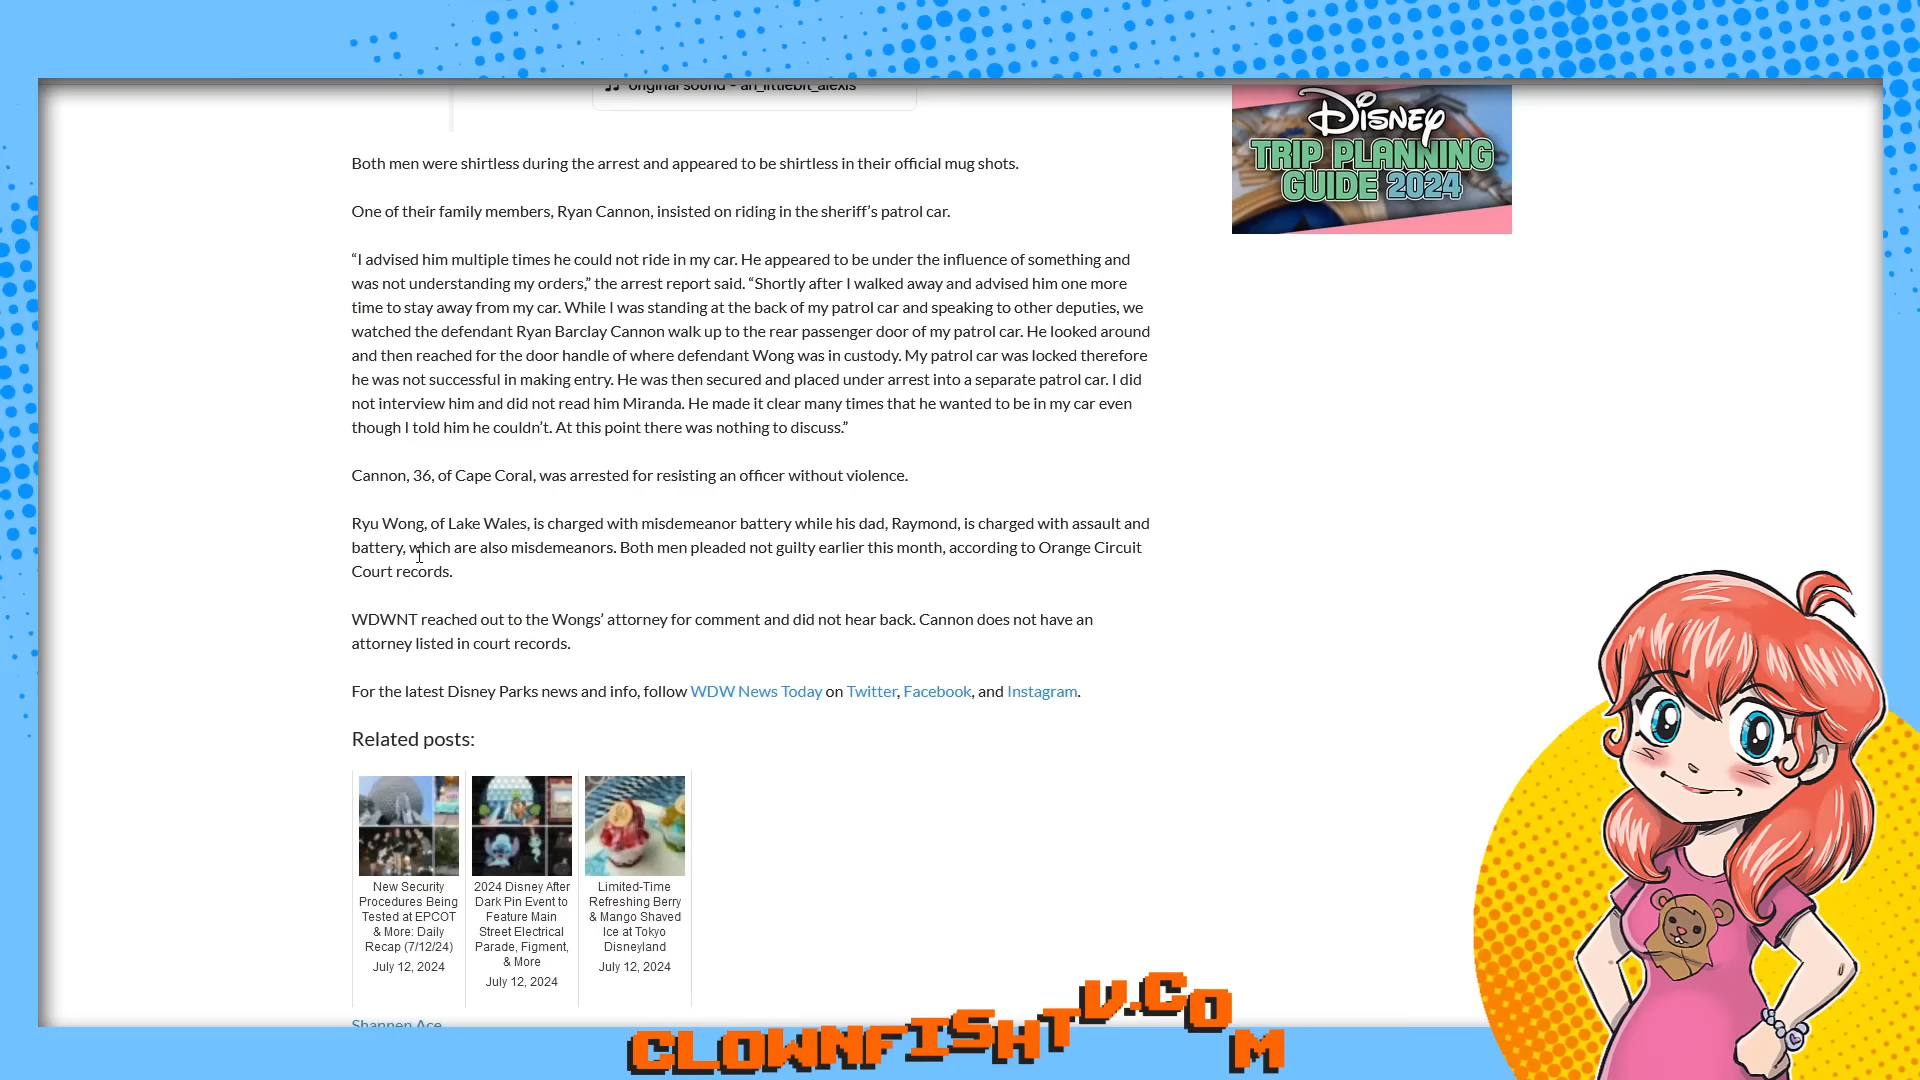 original sound - an_littlebit_alexis
DISNEY
TRIP PLANNING
GUIDE 2024
Both men were shirtless during the arrest and appeared to be shirtless in their official mug shots.
One of their family members, Ryan Cannon, insisted on riding in the sheriff’s patrol car.
“I advised him multiple times he could not ride in my car. He appeared to be under the influence of something and
was not understanding my orders,” the arrest report said. “Shortly after I walked away and advised him one more
time to stay away from my car. While I was standing at the back of my patrol car and speaking to other deputies, we
watched the defendant Ryan Barclay Cannon walk up to the rear passenger door of my patrol car. He looked around
and then reached for the door handle of where defendant Wong was in custody. My patrol car was locked therefore
he was not successful in making entry. He was then secured and placed under arrest into a separate patrol car. I did
not interview him and did not read him Miranda. He made it clear many times that he wanted to be in my car even
though I told him he couldn’t. At this point there was nothing to discuss.”
Cannon, 36, of Cape Coral, was arrested for resisting an officer without violence.
Ryu Wong, of Lake Wales, is charged with misdemeanor battery while his dad, Raymond, is charged with assault and
battery, which are also misdemeanors. Both men pleaded not guilty earlier this month, according to Orange Circuit
Court records.
WDWNT reached out to the Wongs’ attorney for comment and did not hear back. Cannon does not have an
attorney listed in court records.
For the latest Disney Parks news and info, follow WDW News Today on Twitter, Facebook, and Instagram.
Related posts:
New Security
Procedures Being
Tested at EPCOT
& More: Daily
Recap (7/12/24)
July 12, 2024
2024 Disney After
Dark Pin Event to
Feature Main
Street Electrical
Parade, Figment,
& More
July 12, 2024
Limited-Time
Refreshing Berry
& Mango Shaved
Ice at Tokyo
Disneyland
July 12, 2024
Shannen Ace
CLOWNFISHTV.COM